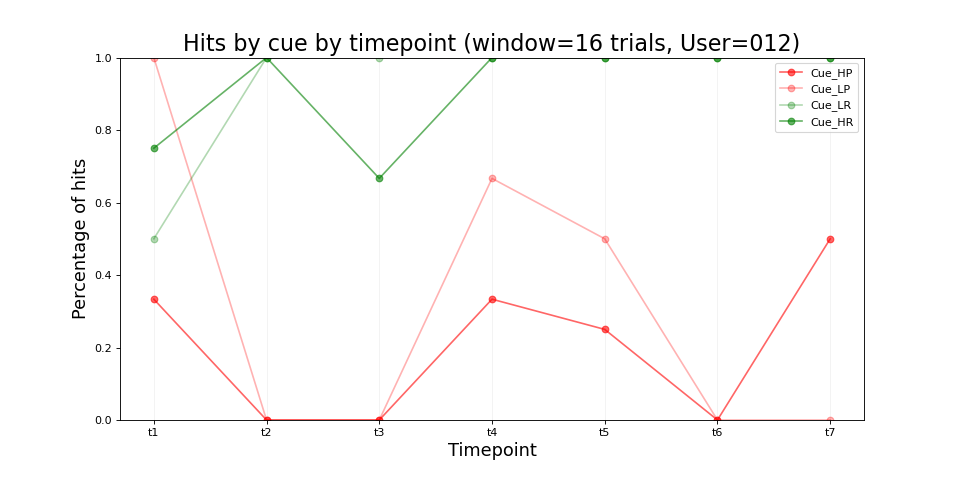 Hits by cue by timepoint (window=16 trials, User=012)
Percentage of hits
1.0
0.8
0.6
0.4
0.2
0.0
Cue_HP
Cue_LP
Cue_LR
Cue_HR
t1 t2 t3 t4 t5 t6 t7
Timepoint